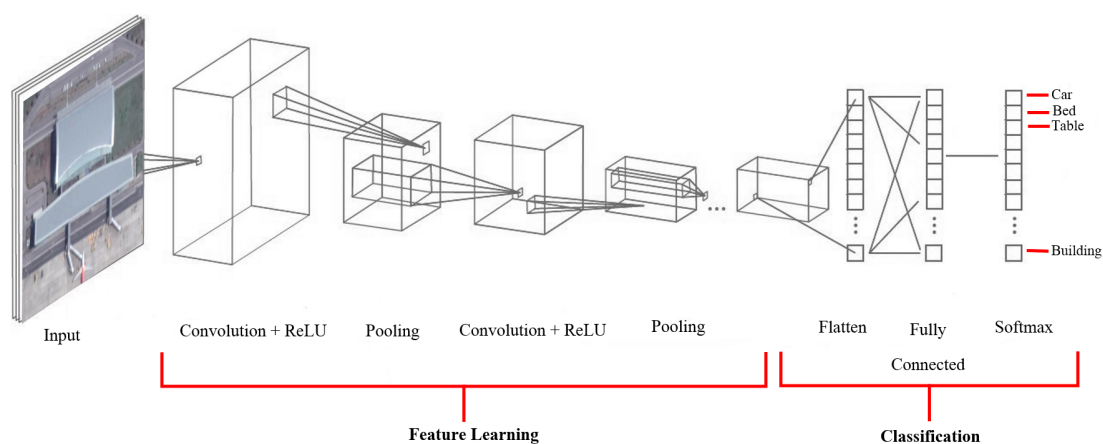 Car
Bed
Table
Building
Input
Convolution + ReLU
Pooling
Convolution + ReLU
Pooling
Flatten
Fully
Connected
Softmax
Feature Learning
Classification